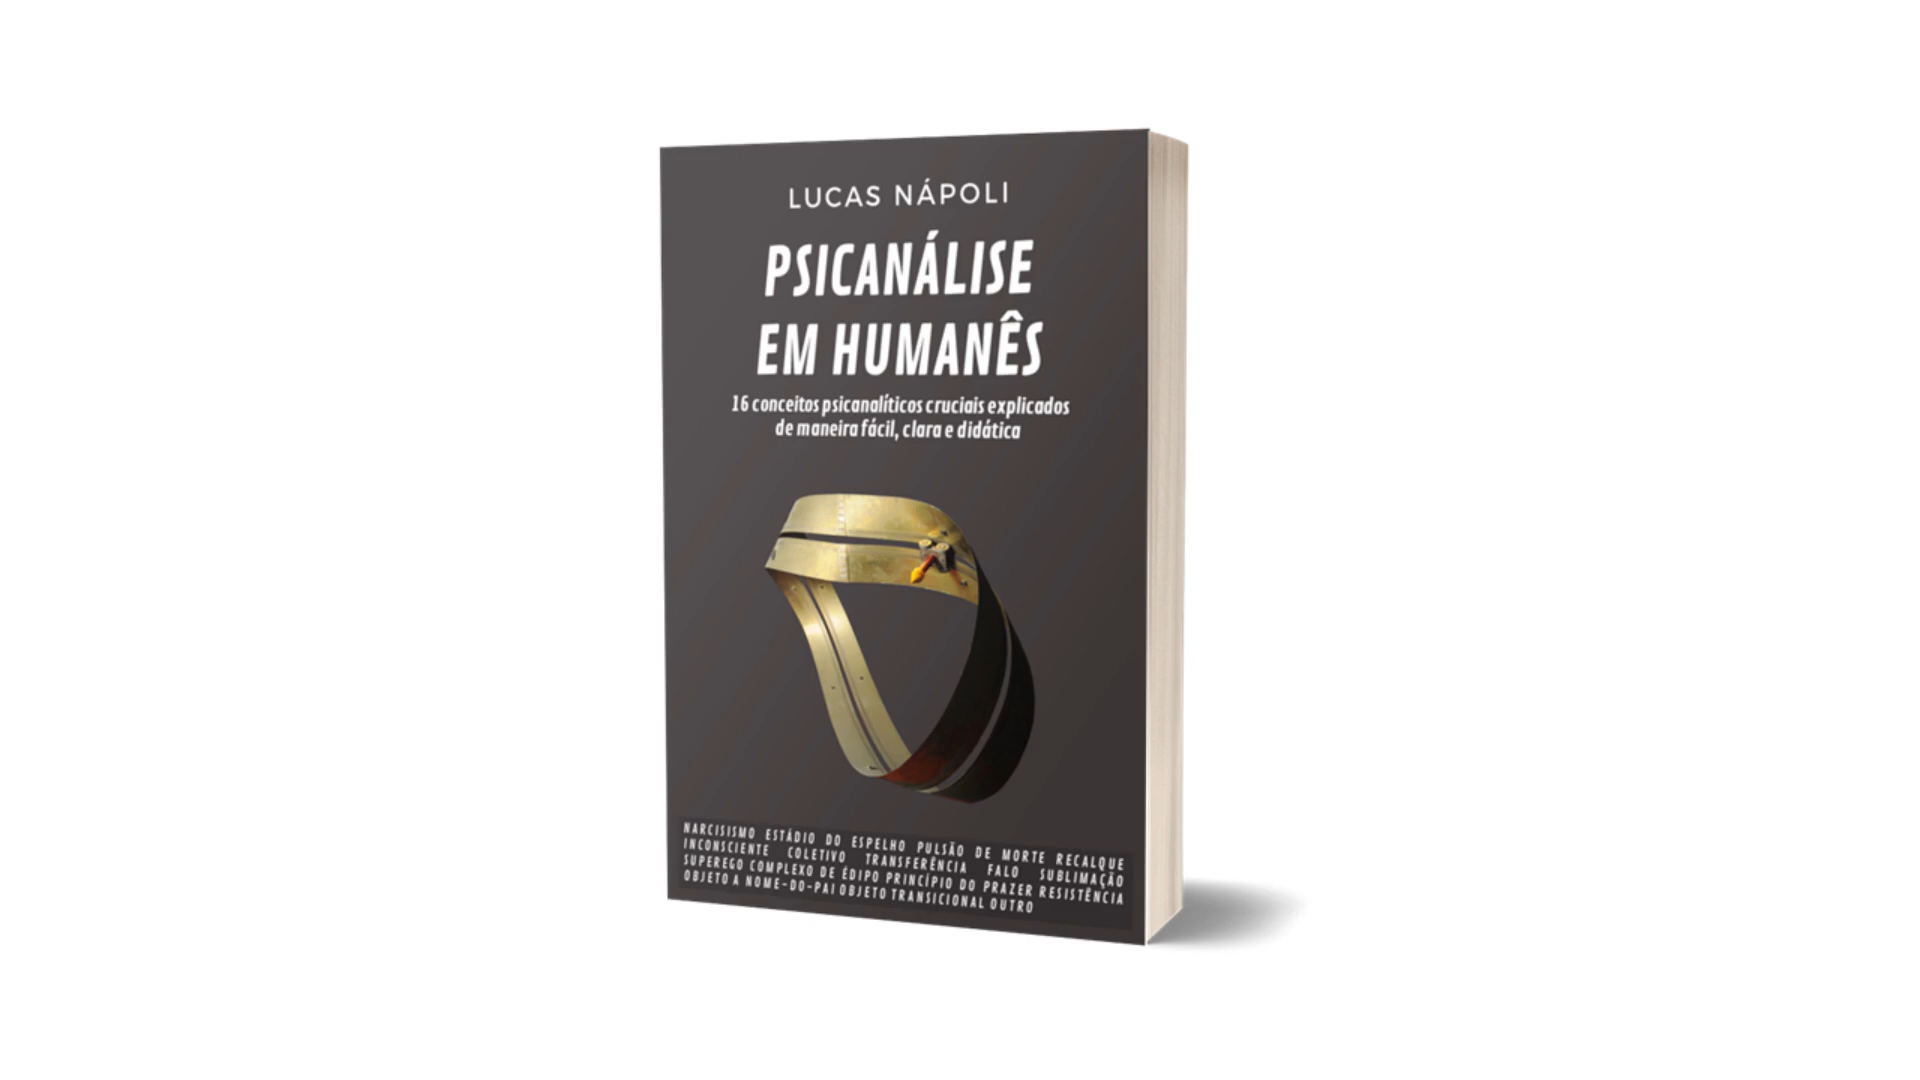 LUCAS NÁPOLI
PSICANÁLISE
EM HUMANÊS
16 conceitos psicanalíticos cruciais explicados
de maneira fácil, clara e didática
NARCISISMO ESTÁDIO DO ESPELHO PULSÃO DE MORTE RECALQUE
INCONSCIENTE COLETIVO TRANSFERÊNCIA FALO SUBLIMAÇÃO
SUPEREGO COMPLEXO DE ÉDIPO PRINCÍPIO DO PRAZER RESISTÊNCIA
OBJETO A NOME-DO-PAI OBJETO TRANSICIONAL OUTRO